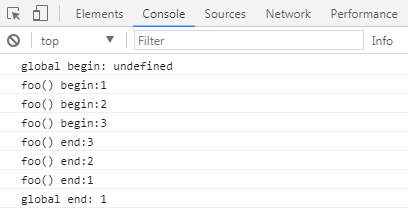 Elements Console Sources Network Performance
top ▼ Filter Info
global begin: undefined
foo() begin:1
foo() begin:2
foo() begin:3
foo() end:3
foo() end:2
foo() end:1
global end: 1